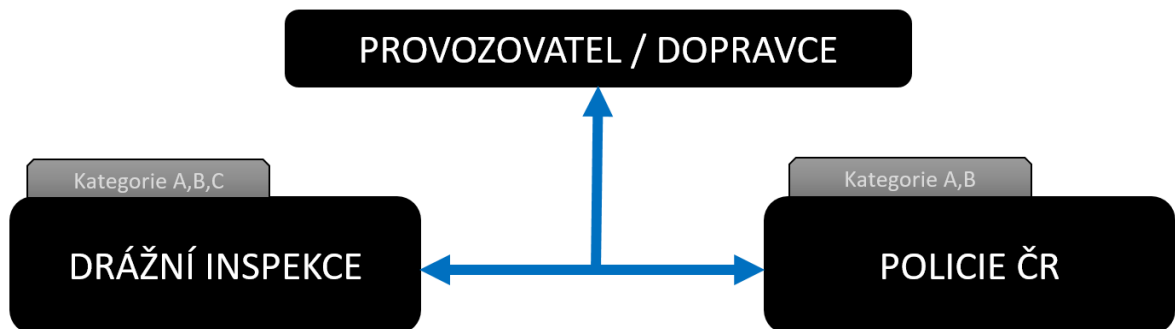 PROVOZOVATEL / DOPRAVCE
Kategorie A,B,C
DRÁŽNÍ INSPEKCE
Kategorie A,B
POLICIE ČR